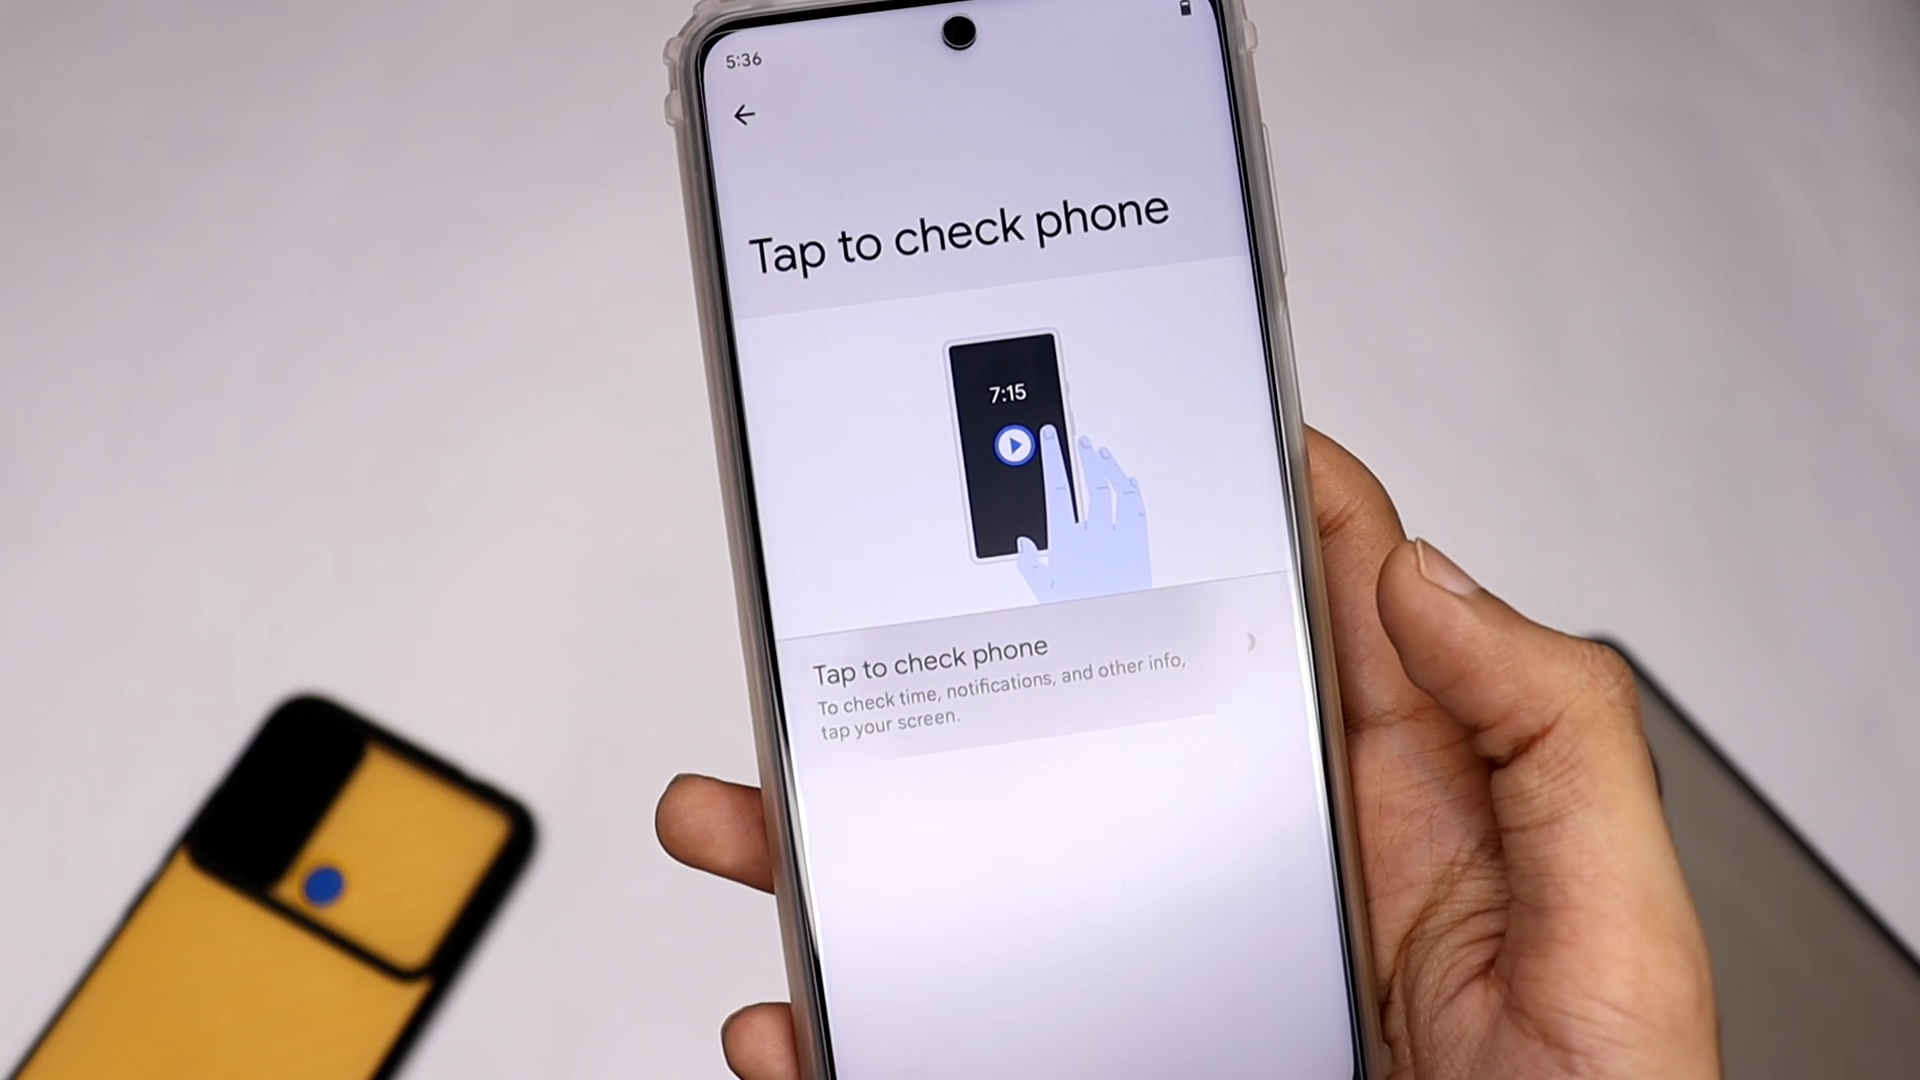 5:36
Tap to check phone
7:15
Tap to check phone
To check time, notifications, and other info,
tap your screen.